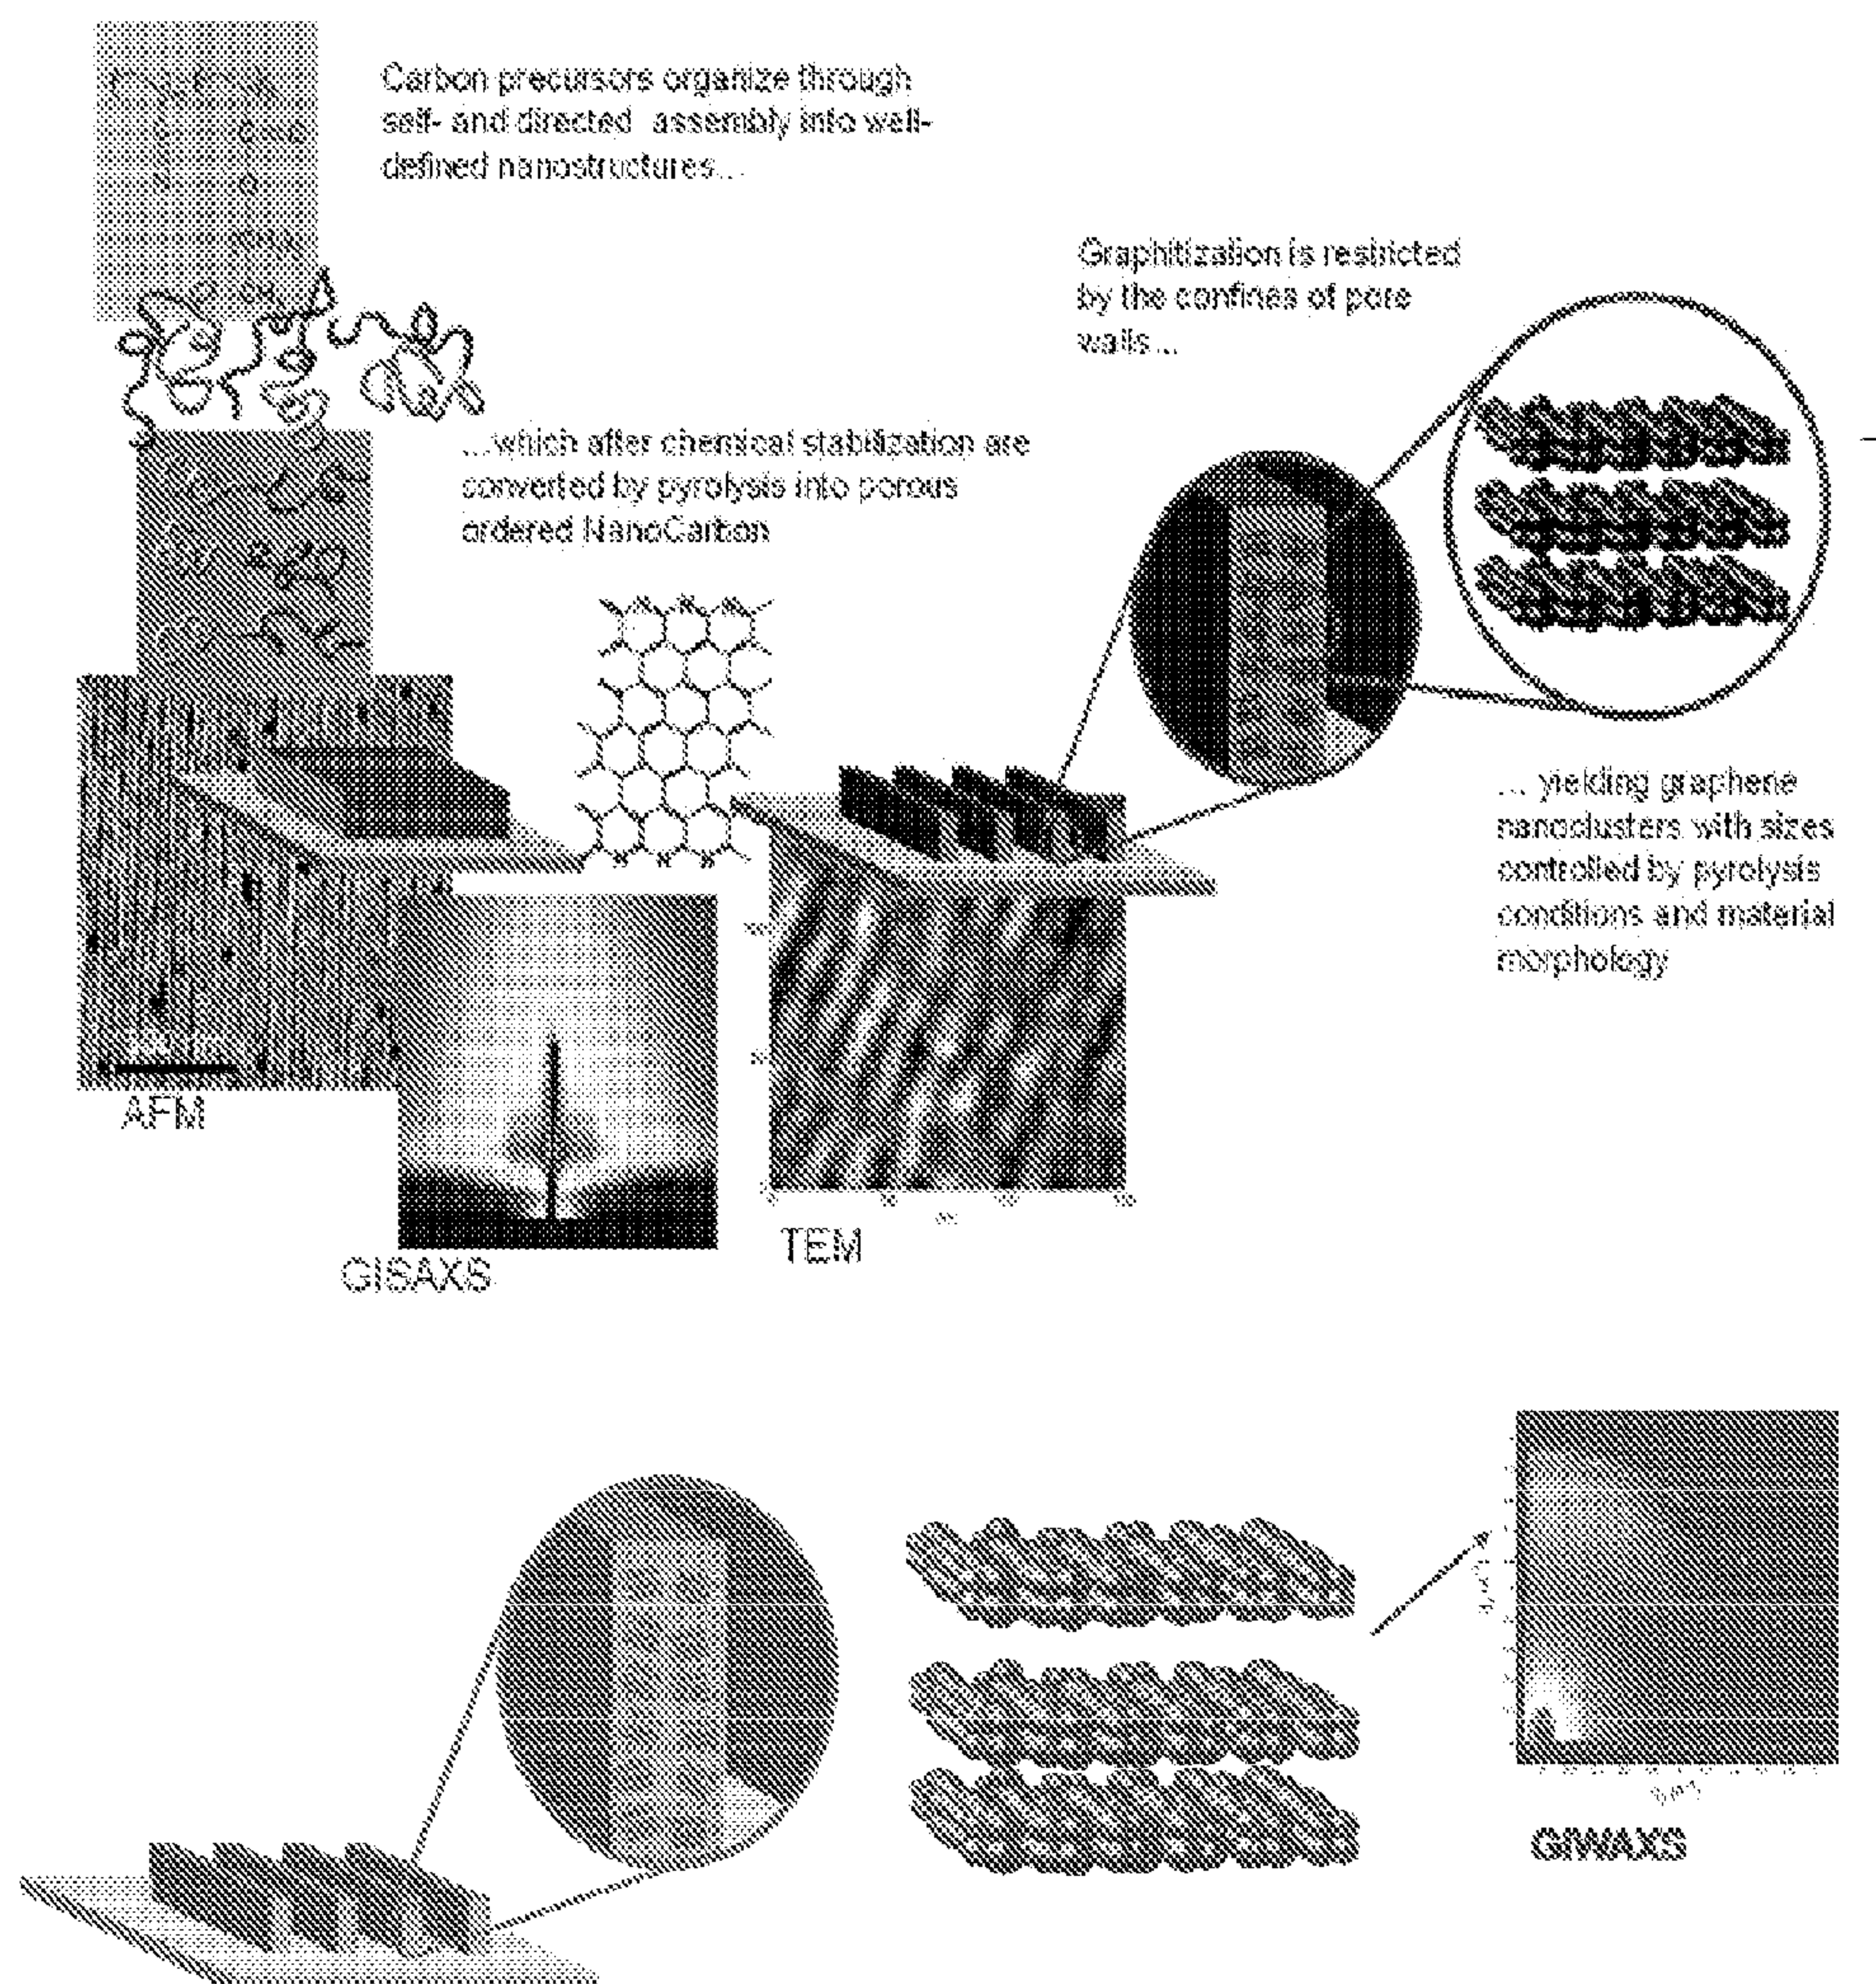 Carbon precursors organize through
self- and directed assembly into well-
defined nanostructures...
Graphitization is restricted
by the confines of pore
walls...
...which after chemical stabilization are
converted by pyrolysis into porous
ordered NanoCarbon
... yielding graphene
nanoclusters with sizes
controlled by pyrolysis
conditions and material
morphology
AFM
GISAXS
TEM
GIWAXS